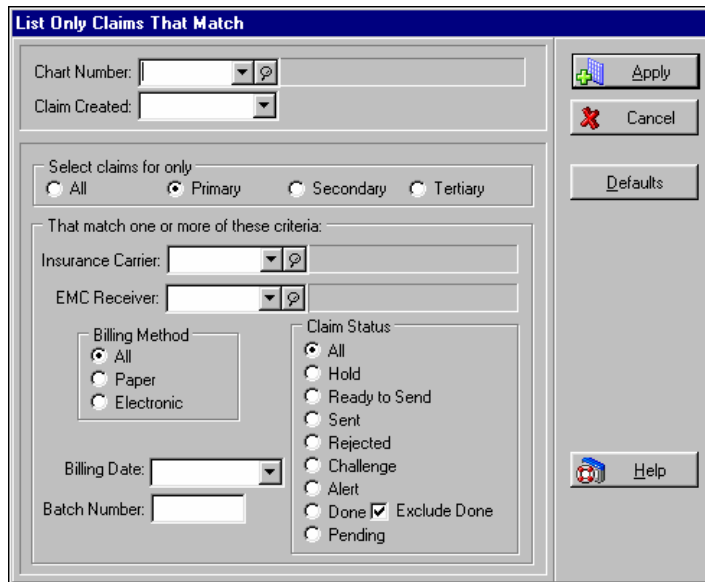 List Only Claims That Match
Chart Number:
Apply
Claim Created:
Cancel
Select claims for only
All Primary Secondary Tertiary
Defaults
That match one or more of these criteria:
Insurance Carrier:
EMC Receiver:
Billing Method
All
Paper
Electronic
Claim Status
All
Hold
Ready to Send
Sent
Rejected
Challenge
Alert
Done Exclude Done
Pending
Billing Date:
Batch Number:
Help